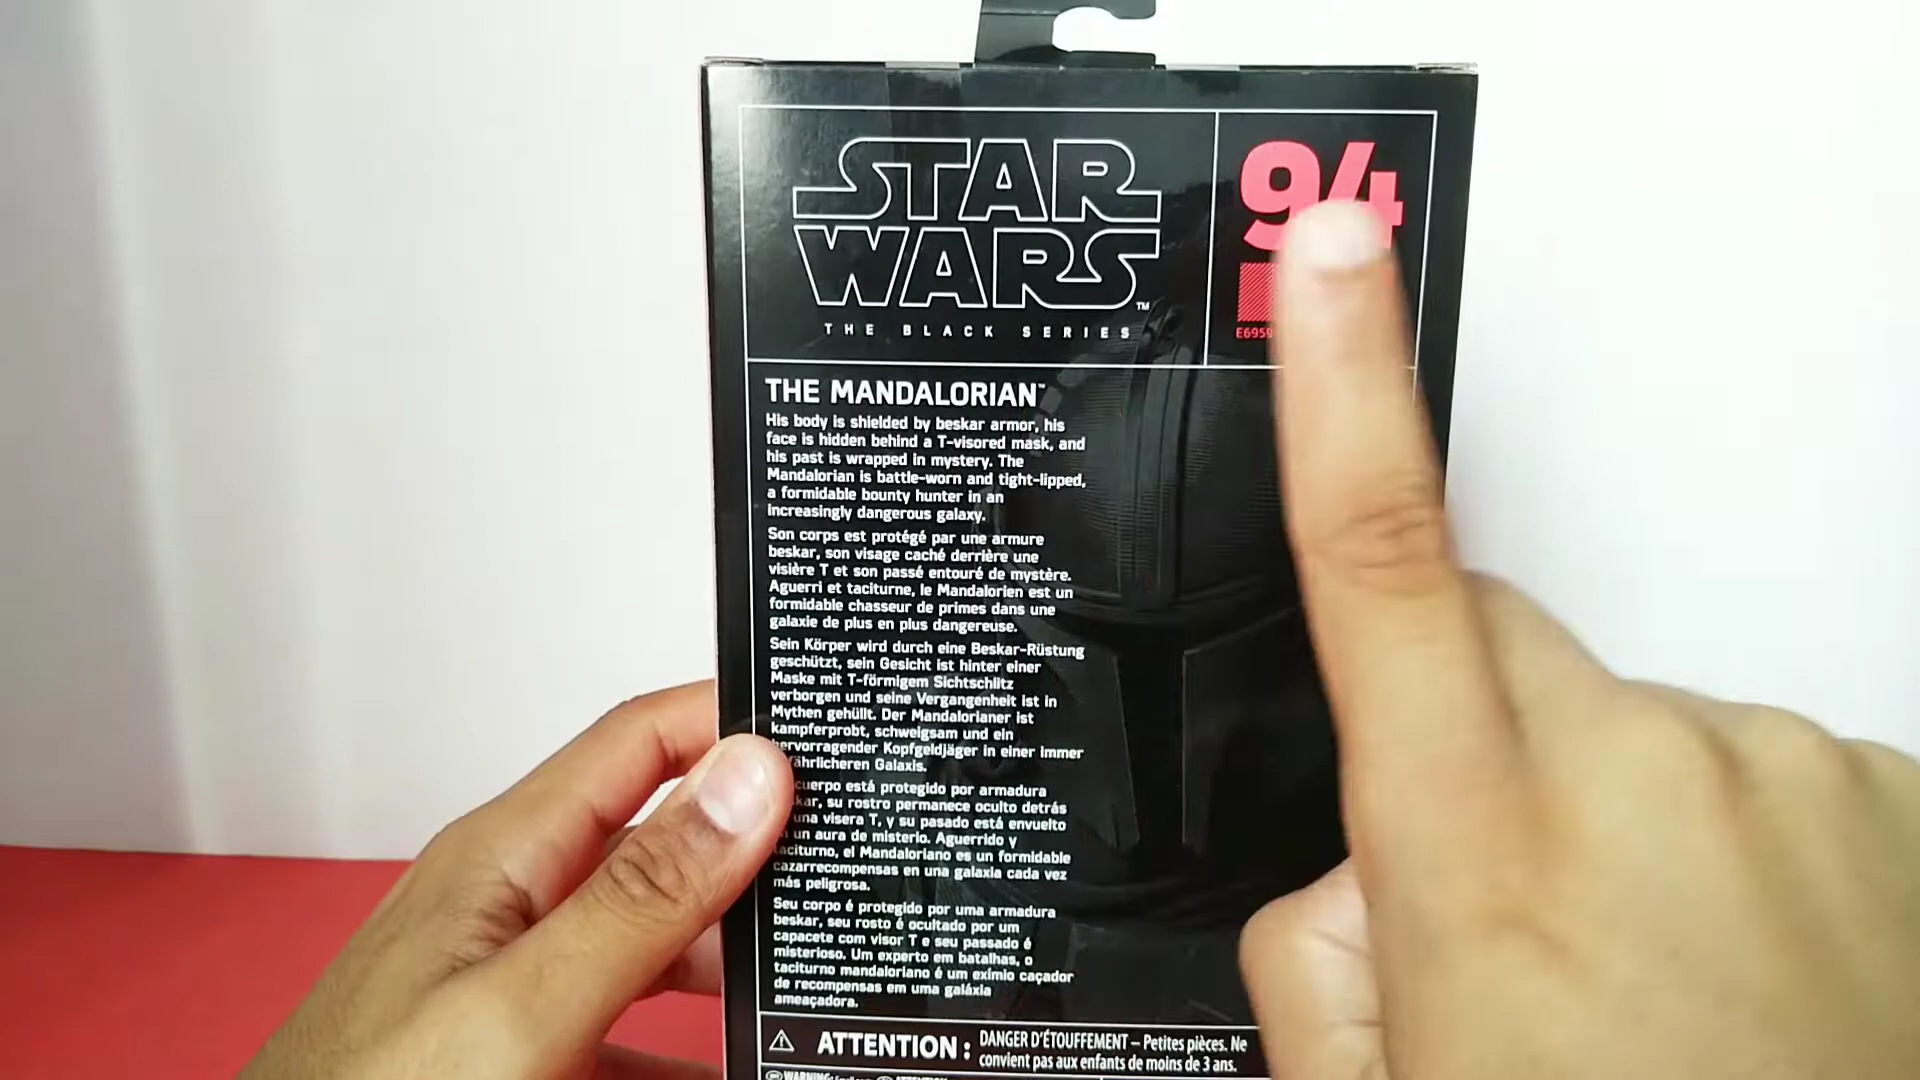 STAR
WARS™
THE BLACK SERIES
94
E6959
THE MANDALORIAN™
His body is shielded by beskar armor, his
face is hidden behind a T-visored mask, and
his past is wrapped in mystery. The
Mandalorian is battle-worn and tight-lipped,
a formidable bounty hunter in an
increasingly dangerous galaxy.
Son corps est protégé par une armure
beskar, son visage caché derrière une
visière T et son passé entouré de mystère.
Aguerri et taciturne, le Mandalorien est un
formidable chasseur de primes dans une
galaxie de plus en plus dangereuse.
Sein Körper wird durch eine Beskar-Rüstung
geschützt, sein Gesicht ist hinter einer
Maske mit T-förmigem Sichtschlitz
verborgen und seine Vergangenheit ist in
Mythen gehüllt. Der Mandalorianer ist
kampferprobt, schweigsam und ein
hervorragender Kopfgeldjäger in einer immer
fährlicheren Galaxis.
cuerpo está protegido por armadura
kar, su rostro permanece oculto detrás
una visera T, y su pasado está envuelto
un aura de misterio. Aguerrido y
taciturno, el Mandaloriano es un formidable
cazarrecompensas en una galaxia cada vez
más peligrosa.
Seu corpo é protegido por uma armadura
beskar, seu rosto é ocultado por um
capacete com visor T e seu passado é
misterioso. Um experto em batalhas, o
taciturno mandaloriano é um exímio caçador
de recompensas em uma galáxia
ameaçadora.
ATTENTION : DANGER D'ÉTOUFFEMENT – Petites pièces. Ne
convient pas aux enfants de moins de 3 ans.
WARNING: